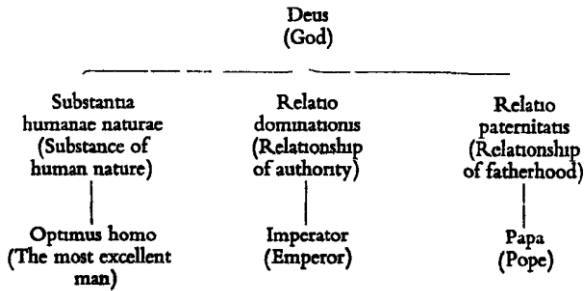 Deus
(God)
Substantia
humanae naturae
(Substance of
human nature)
Relatio
dominationis
(Relationship
of authority)
Relatio
paternitatis
(Relationship
of fatherhood)
Optimus homo
(The most excellent
man)
Imperator
(Emperor)
Papa
(Pope)